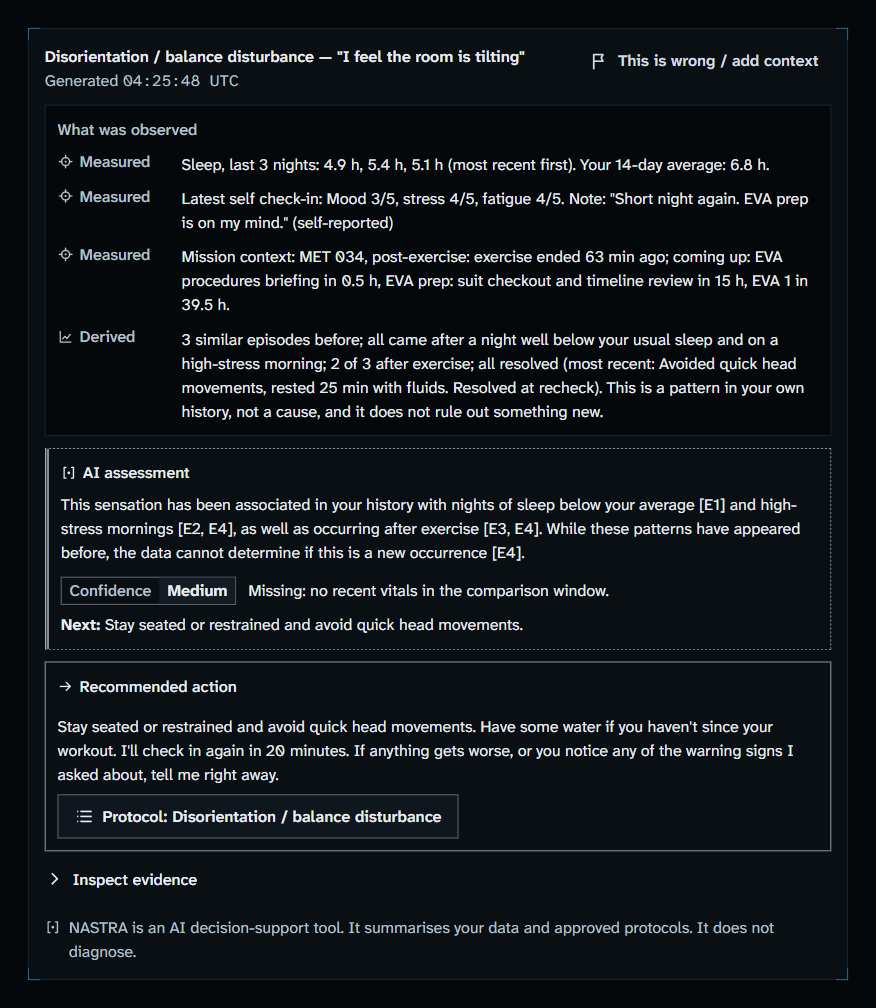 Disorientation / balance disturbance — "I feel the room is tilting"
This is wrong / add context
Generated 04:25:48 UTC
What was observed
Measured
Sleep, last 3 nights: 4.9 h, 5.4 h, 5.1 h (most recent first). Your 14-day average: 6.8 h.
Measured
Latest self check-in: Mood 3/5, stress 4/5, fatigue 4/5. Note: "Short night again. EVA prep
is on my mind." (self-reported)
Measured
Mission context: MET 034, post-exercise: exercise ended 63 min ago; coming up: EVA
procedures briefing in 0.5 h, EVA prep: suit checkout and timeline review in 15 h, EVA 1 in
39.5 h.
Derived
3 similar episodes before; all came after a night well below your usual sleep and on a
high-stress morning; 2 of 3 after exercise; all resolved (most recent: Avoided quick head
movements, rested 25 min with fluids. Resolved at recheck). This is a pattern in your own
history, not a cause, and it does not rule out something new.
AI assessment
This sensation has been associated in your history with nights of sleep below your average [E1] and high-
stress mornings [E2, E4], as well as occurring after exercise [E3, E4]. While these patterns have appeared
before, the data cannot determine if this is a new occurrence [E4].
Confidence Medium Missing: no recent vitals in the comparison window.
Next: Stay seated or restrained and avoid quick head movements.
Recommended action
Stay seated or restrained and avoid quick head movements. Have some water if you haven't since your
workout. I'll check in again in 20 minutes. If anything gets worse, or you notice any of the warning signs I
asked about, tell me right away.
Protocol: Disorientation / balance disturbance
Inspect evidence
NASTRA is an AI decision-support tool. It summarises your data and approved protocols. It does not
diagnose.